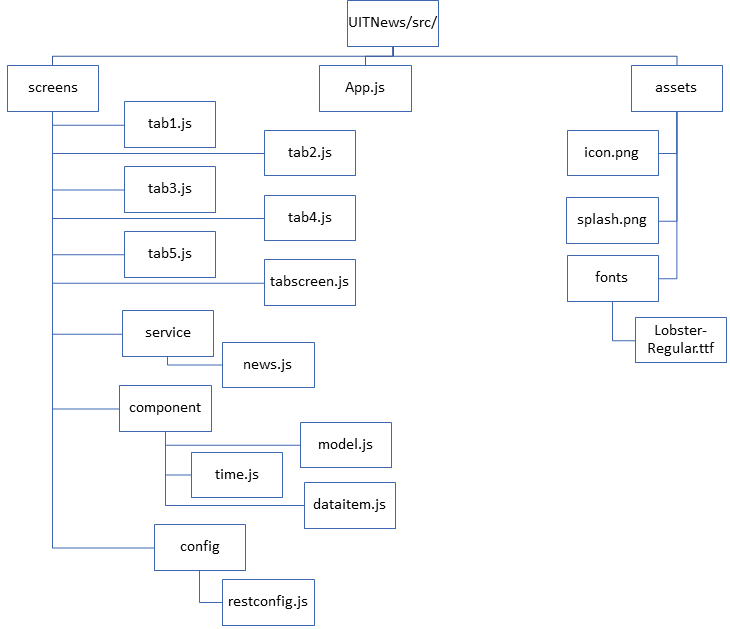 UITNews/src/
screens
App.js
assets
tab1.js
tab2.js
icon.png
tab3.js
tab4.js
splash.png
tab5.js
tabscreen.js
fonts
service
Lobster-
Regular.ttf
news.js
component
model.js
time.js
dataitem.js
config
restconfig.js